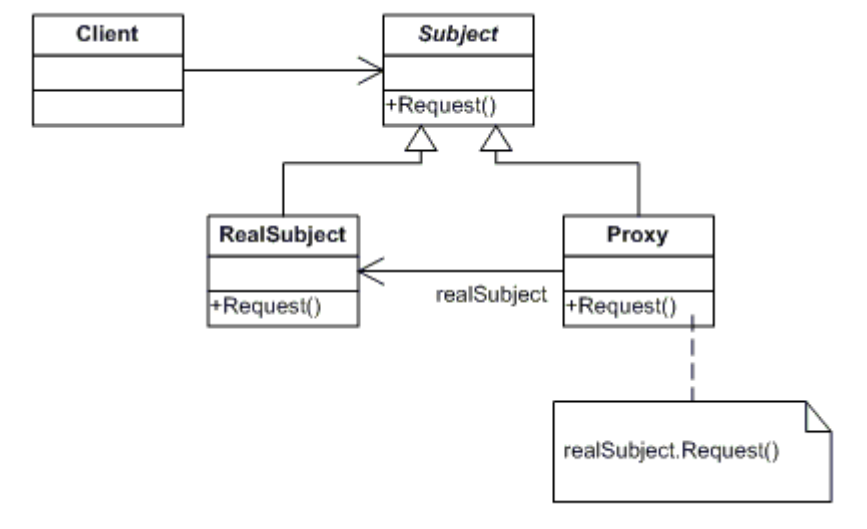 Client
Subject
+Request()
RealSubject
Proxy
realSubject
+Request()
+Request()
realSubject.Request()